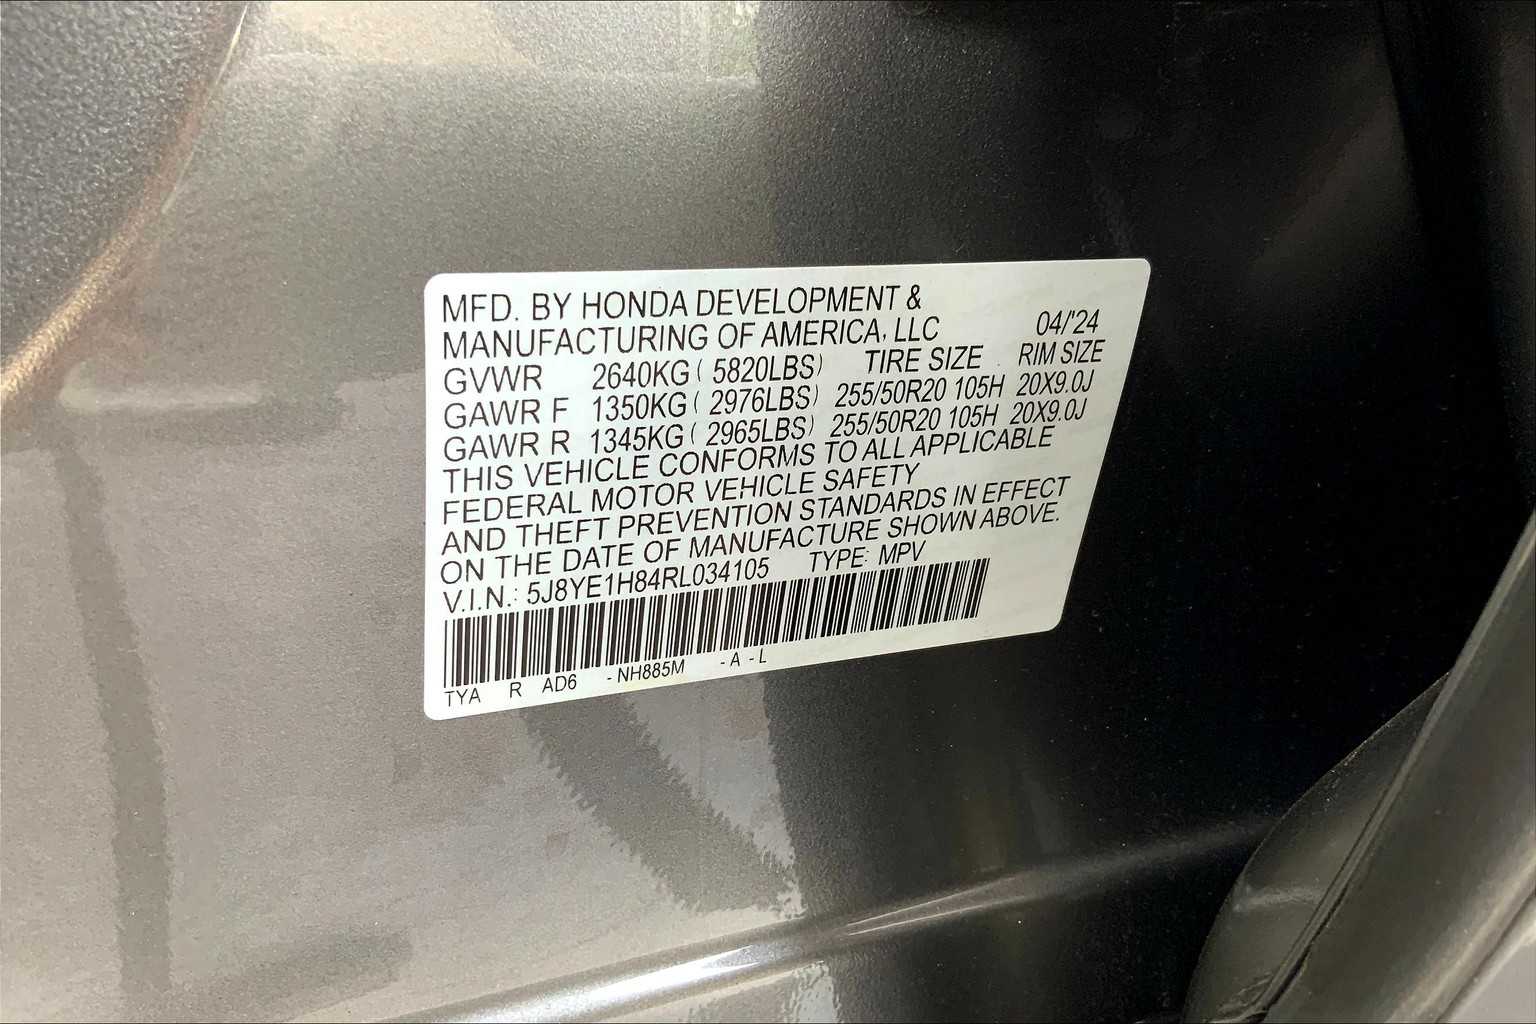 MFD. BY HONDA DEVELOPMENT &
MANUFACTURING OF AMERICA, LLC 04/'24
GVWR 2640KG ( 5820LBS) TIRE SIZE RIM SIZE
GAWR F 1350KG ( 2976LBS) 255/50R20 105H 20X9.0J
GAWR R 1345KG ( 2965LBS) 255/50R20 105H 20X9.0J
THIS VEHICLE CONFORMS TO ALL APPLICABLE
FEDERAL MOTOR VEHICLE SAFETY
AND THEFT PREVENTION STANDARDS IN EFFECT
ON THE DATE OF MANUFACTURE SHOWN ABOVE.
V.I.N.: 5J8YE1H84RL034105 TYPE: MPV
TYA R AD6 - NH885M - A - L